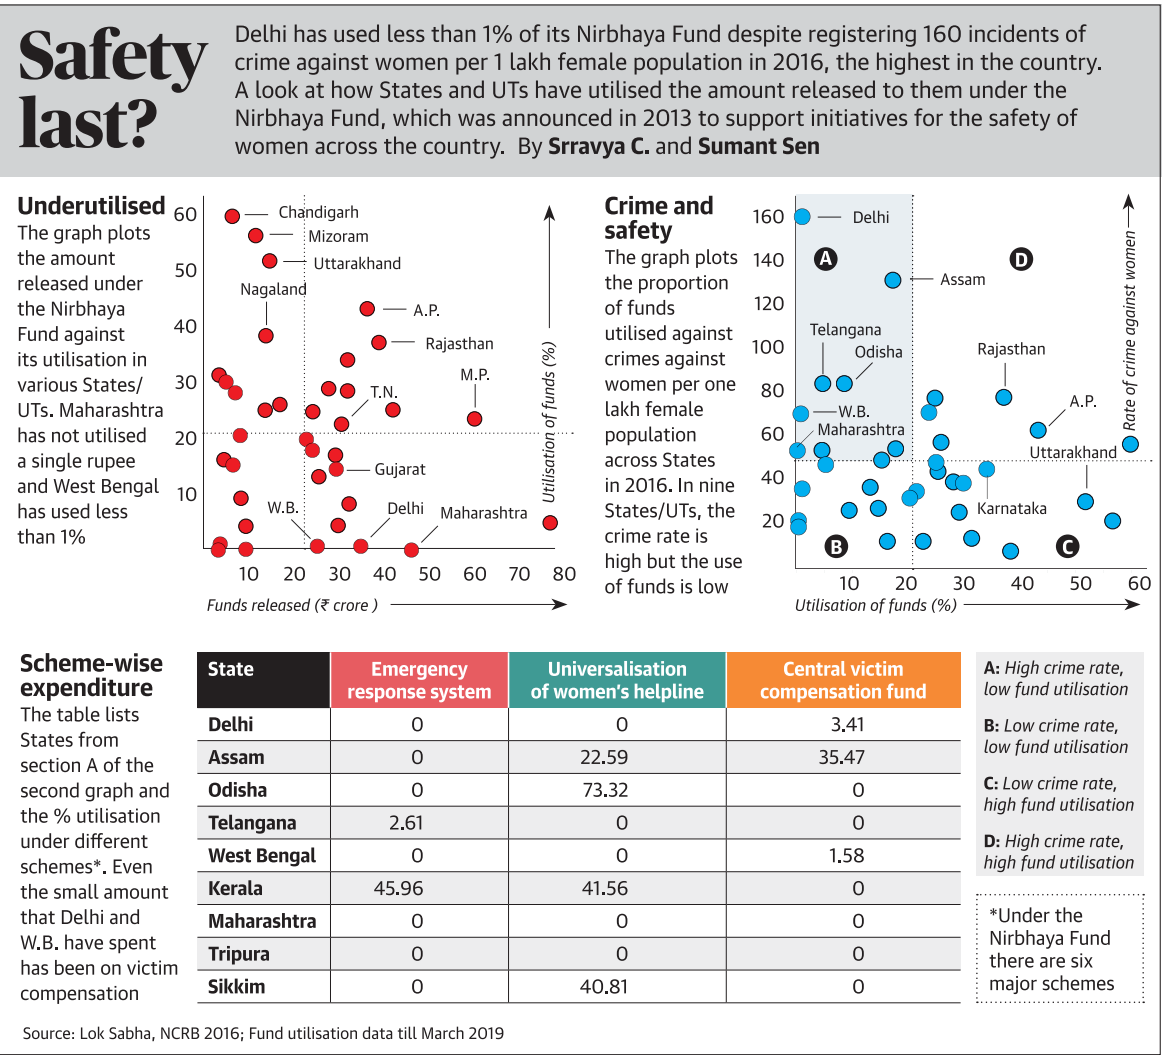 Safety
last?
Delhi has used less than 1% of its Nirbhaya Fund despite registering 160 incidents of
crime against women per 1 lakh female population in 2016, the highest in the country.
A look at how States and UTs have utilised the amount released to them under the
Nirbhaya Fund, which was announced in 2013 to support initiatives for the safety of
women across the country. By Srravya C. and Sumant Sen
Underutilised
The graph plots
the amount
released under
the Nirbhaya
Fund against
its utilisation in
various States/
UTs. Maharashtra
has not utilised
a single rupee
and West Bengal
has used less
than 1%
60
50
40
30
20
10
Chandigarh
Mizoram
Uttarakhand
Nagaland
A.P.
Rajasthan
M.P.
T.N.
Gujarat
W.B.
Delhi
Maharashtra
Utilisation of funds (%)
10 20 30 40 50 60 70 80
Funds released (₹ crore )
Crime and
safety
The graph plots
the proportion
of funds
utilised against
crimes against
women per one
lakh female
population
across States
in 2016. In nine
States/UTs, the
crime rate is
high but the use
of funds is low
160
140
120
100
80
60
40
20
Delhi
A
D
Assam
Telangana
Odisha
Rajasthan
W.B.
A.P.
Maharashtra
Uttarakhand
Karnataka
B
C
Rate of crime against women
10 20 30 40 50 60
Utilisation of funds (%)
Scheme-wise
expenditure
The table lists
States from
section A of the
second graph and
the % utilisation
under different
schemes*. Even
the small amount
that Delhi and
W.B. have spent
has been on victim
compensation
State
Emergency
response system
Universalisation
of women's helpline
Central victim
compensation fund
Delhi 0 0 3.41
Assam 0 22.59 35.47
Odisha 0 73.32 0
Telangana 2.61 0 0
West Bengal 0 0 1.58
Kerala 45.96 41.56 0
Maharashtra 0 0 0
Tripura 0 0 0
Sikkim 0 40.81 0
A: High crime rate,
low fund utilisation
B: Low crime rate,
low fund utilisation
C: Low crime rate,
high fund utilisation
D: High crime rate,
high fund utilisation
*Under the
Nirbhaya Fund
there are six
major schemes
Source: Lok Sabha, NCRB 2016; Fund utilisation data till March 2019